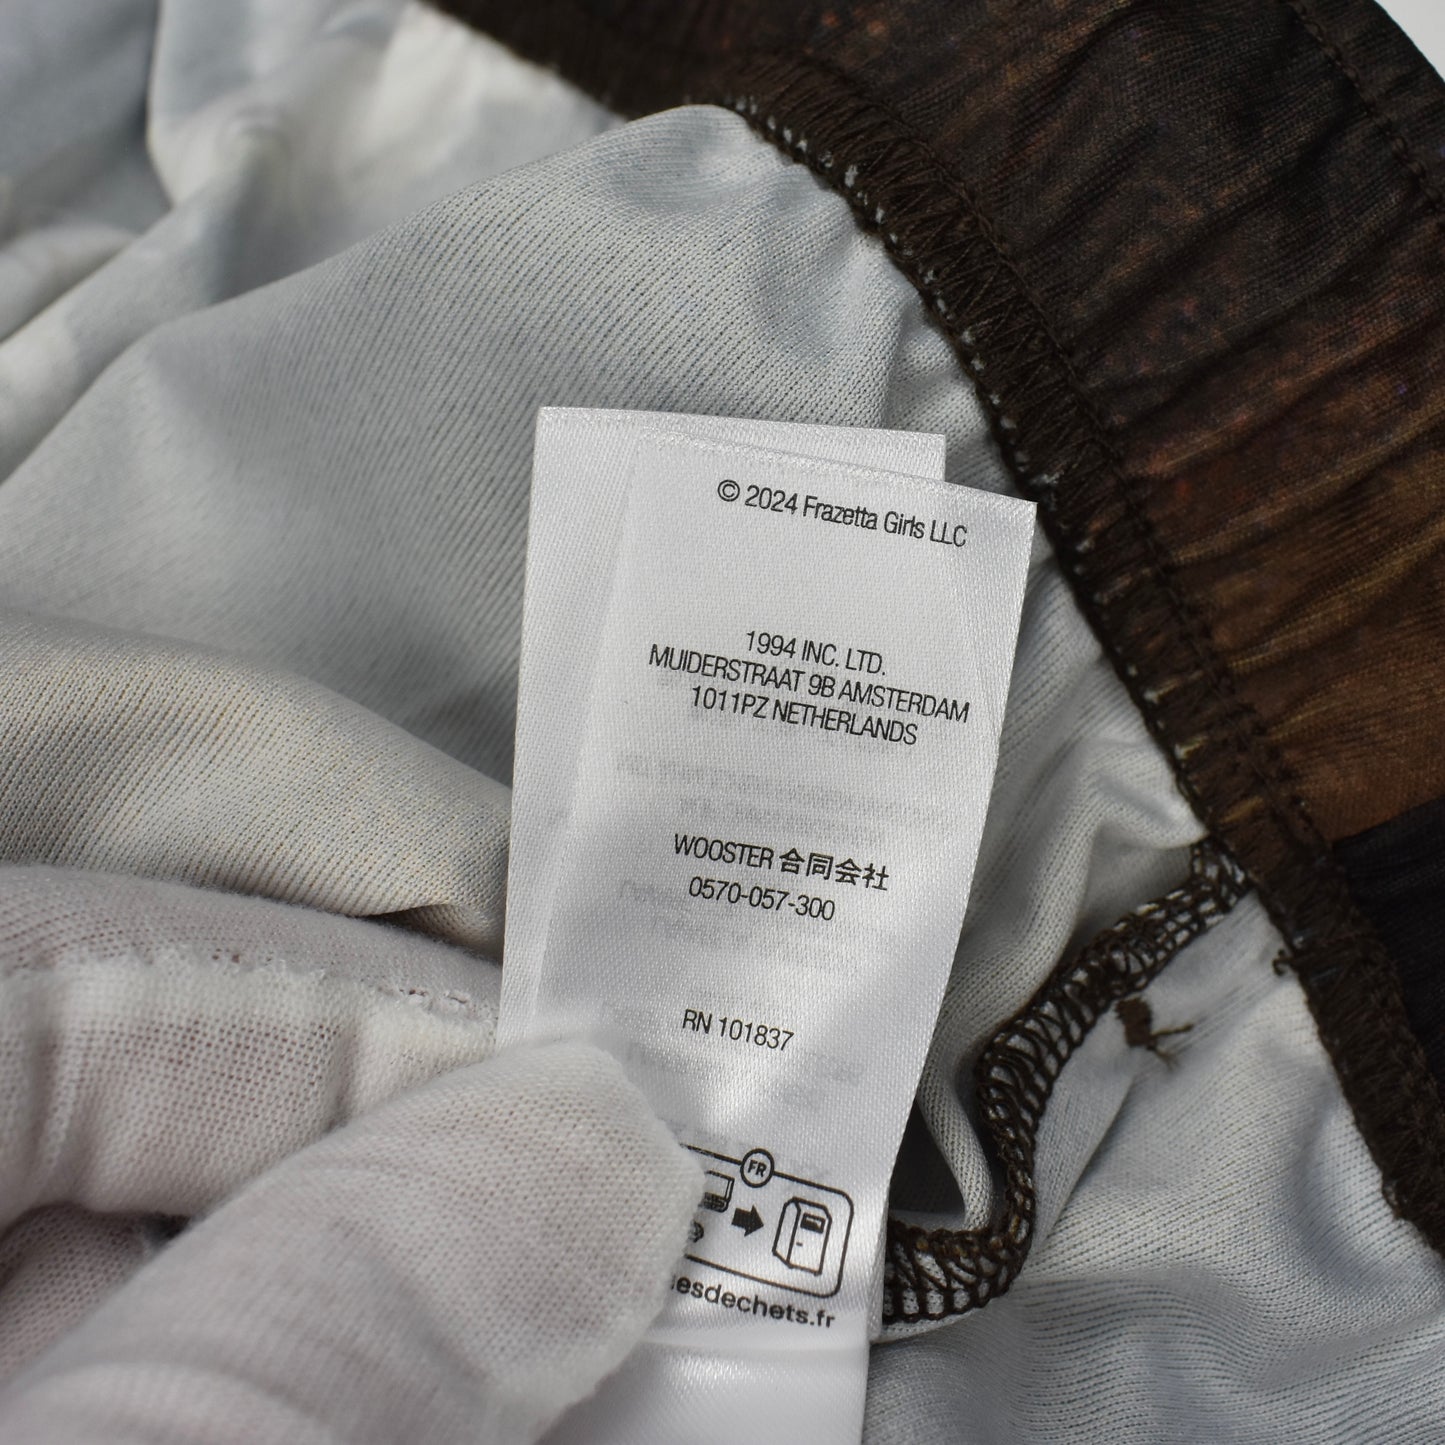 © 2024 Frazetta Girls LLC
1994 INC. LTD.
MUIDERSTRAAT 9B AMSTERDAM
1011PZ NETHERLANDS
WOOSTER 合同会社
0570-057-300
RN 101837
FR
esdechets.fr